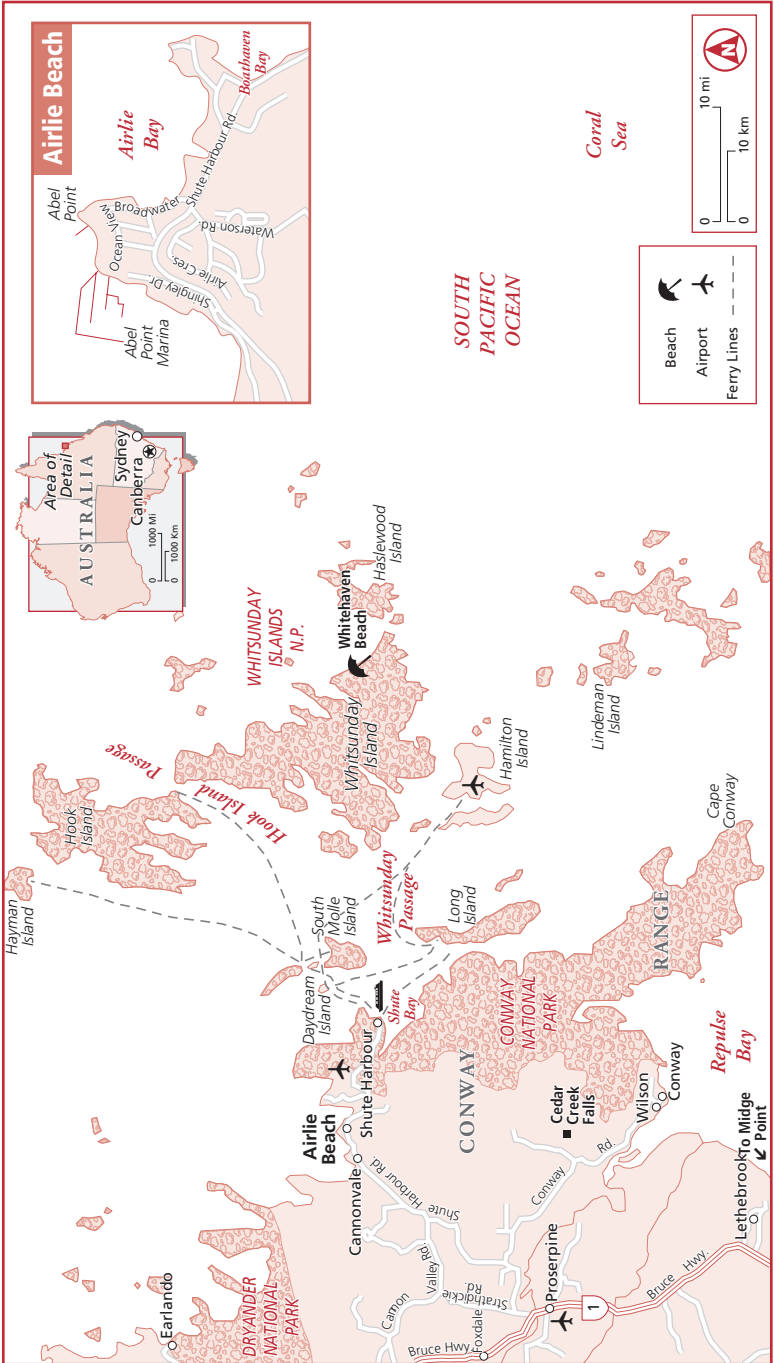 Airlie Beach
Airlie
Bay
Boathaven
Bay
Abel
Point
Ocean View
Broadwater
Shute Harbour Rd.
Waterson Rd.
Airlie Cres.
Shingley Dr.
Abel
Point
Marina
Coral
Sea
0 10 mi
0 10 km
N
SOUTH
PACIFIC
OCEAN
Beach
Airport
Ferry Lines
Area of
Detail
AUSTRALIA
Sydney
Canberra
0 1000 Mi
0 1000 Km
WHITSUNDAY
ISLANDS
N.P.
Whitehaven
Beach
Haslewood
Island
Whitsunday
Island
Hook Island
Passage
Hook
Island
Hayman
Island
Hamilton
Island
Lindeman
Island
Whitsunday
Passage
South
Molle
Island
Daydream
Island
Long
Island
Cape
Conway
Shute
Bay
Shute Harbour
CONWAY
RANGE
CONWAY
NATIONAL
PARK
Repulse
Bay
Airlie
Beach
Cannonvale
Shute Harbour Rd.
Cedar
Creek
Falls
Wilson
Conway
Conway Rd.
To Midge
Point
Lethebrook
Earlando
DRYANDER
NATIONAL
PARK
Canon
Valley Rd.
Strathdickie
Rd.
Foxdale
Proserpine
1
Bruce Hwy.
Bruce Hwy.